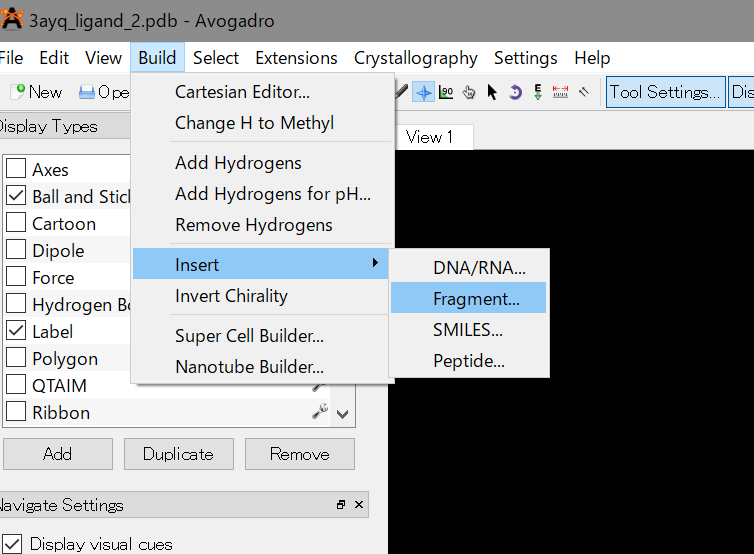 3ayq_ligand_2.pdb - Avogadro
File Edit View Build Select Extensions Crystallography Settings Help
New Ope Tool Settings... Dis
Display Types
View 1
Cartesian Editor...
Change H to Methyl
Add Hydrogens
Add Hydrogens for pH...
Remove Hydrogens
Insert
Invert Chirality
Super Cell Builder...
Nanotube Builder...
DNA/RNA...
Fragment...
SMILES...
Peptide...
Axes
Ball and Stick
Cartoon
Dipole
Force
Hydrogen Bo
Label
Polygon
QTAIM
Ribbon
Add Duplicate Remove
Navigate Settings
Display visual cues